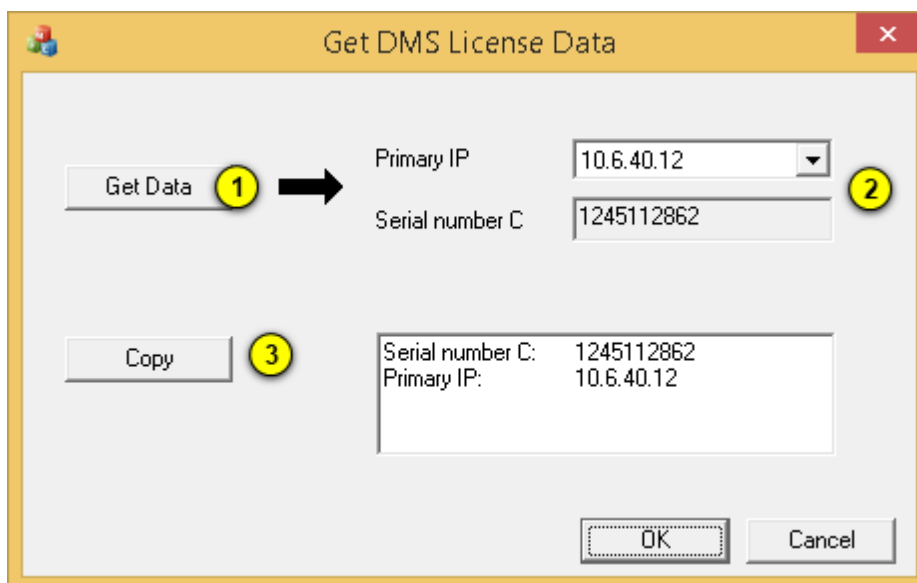 Get DMS License Data
Primary IP 10.6.40.12
Get Data 1 2
Serial number C 1245112862
Copy 3
Serial number C: 1245112862
Primary IP: 10.6.40.12
OK Cancel